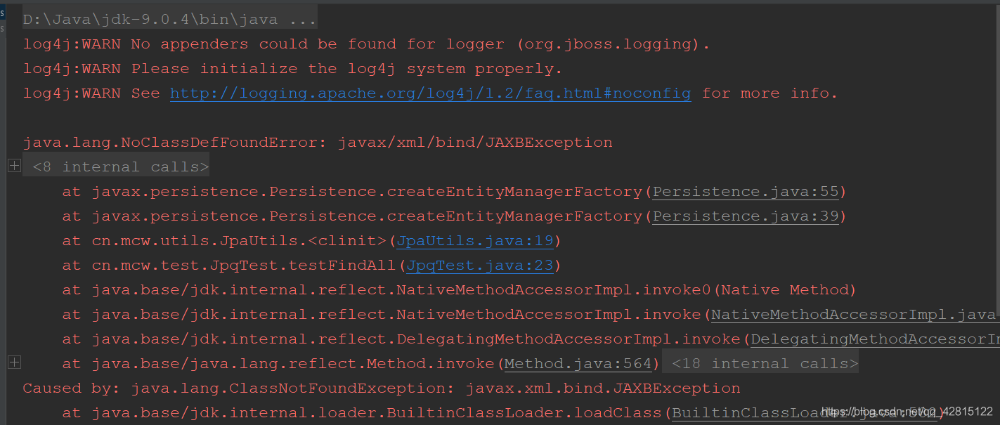 D:\Java\jdk-9.0.4\bin\java ...
log4j:WARN No appenders could be found for logger (org.jboss.logging).
log4j:WARN Please initialize the log4j system properly.
log4j:WARN See http://logging.apache.org/log4j/1.2/faq.html#noconfig for more info.
java.lang.NoClassDefFoundError: javax/xml/bind/JAXBException
<8 internal calls>
at javax.persistence.Persistence.createEntityManagerFactory(Persistence.java:55)
at javax.persistence.Persistence.createEntityManagerFactory(Persistence.java:39)
at cn.mcw.utils.JpaUtils.<clinit>(JpaUtils.java:19)
at cn.mcw.test.JpqTest.testFindAll(JpqTest.java:23)
at java.base/jdk.internal.reflect.NativeMethodAccessorImpl.invoke0(Native Method)
at java.base/jdk.internal.reflect.NativeMethodAccessorImpl.invoke(NativeMethodAccessorImpl.java
at java.base/jdk.internal.reflect.DelegatingMethodAccessorImpl.invoke(DelegatingMethodAccessorI
at java.base/java.lang.reflect.Method.invoke(Method.java:564) <18 internal calls>
Caused by: java.lang.ClassNotFoundException: javax.xml.bind.JAXBException
at java.base/jdk.internal.loader.BuiltinClassLoader.loadClass(
https://blog.csdn.net/qq_42815122